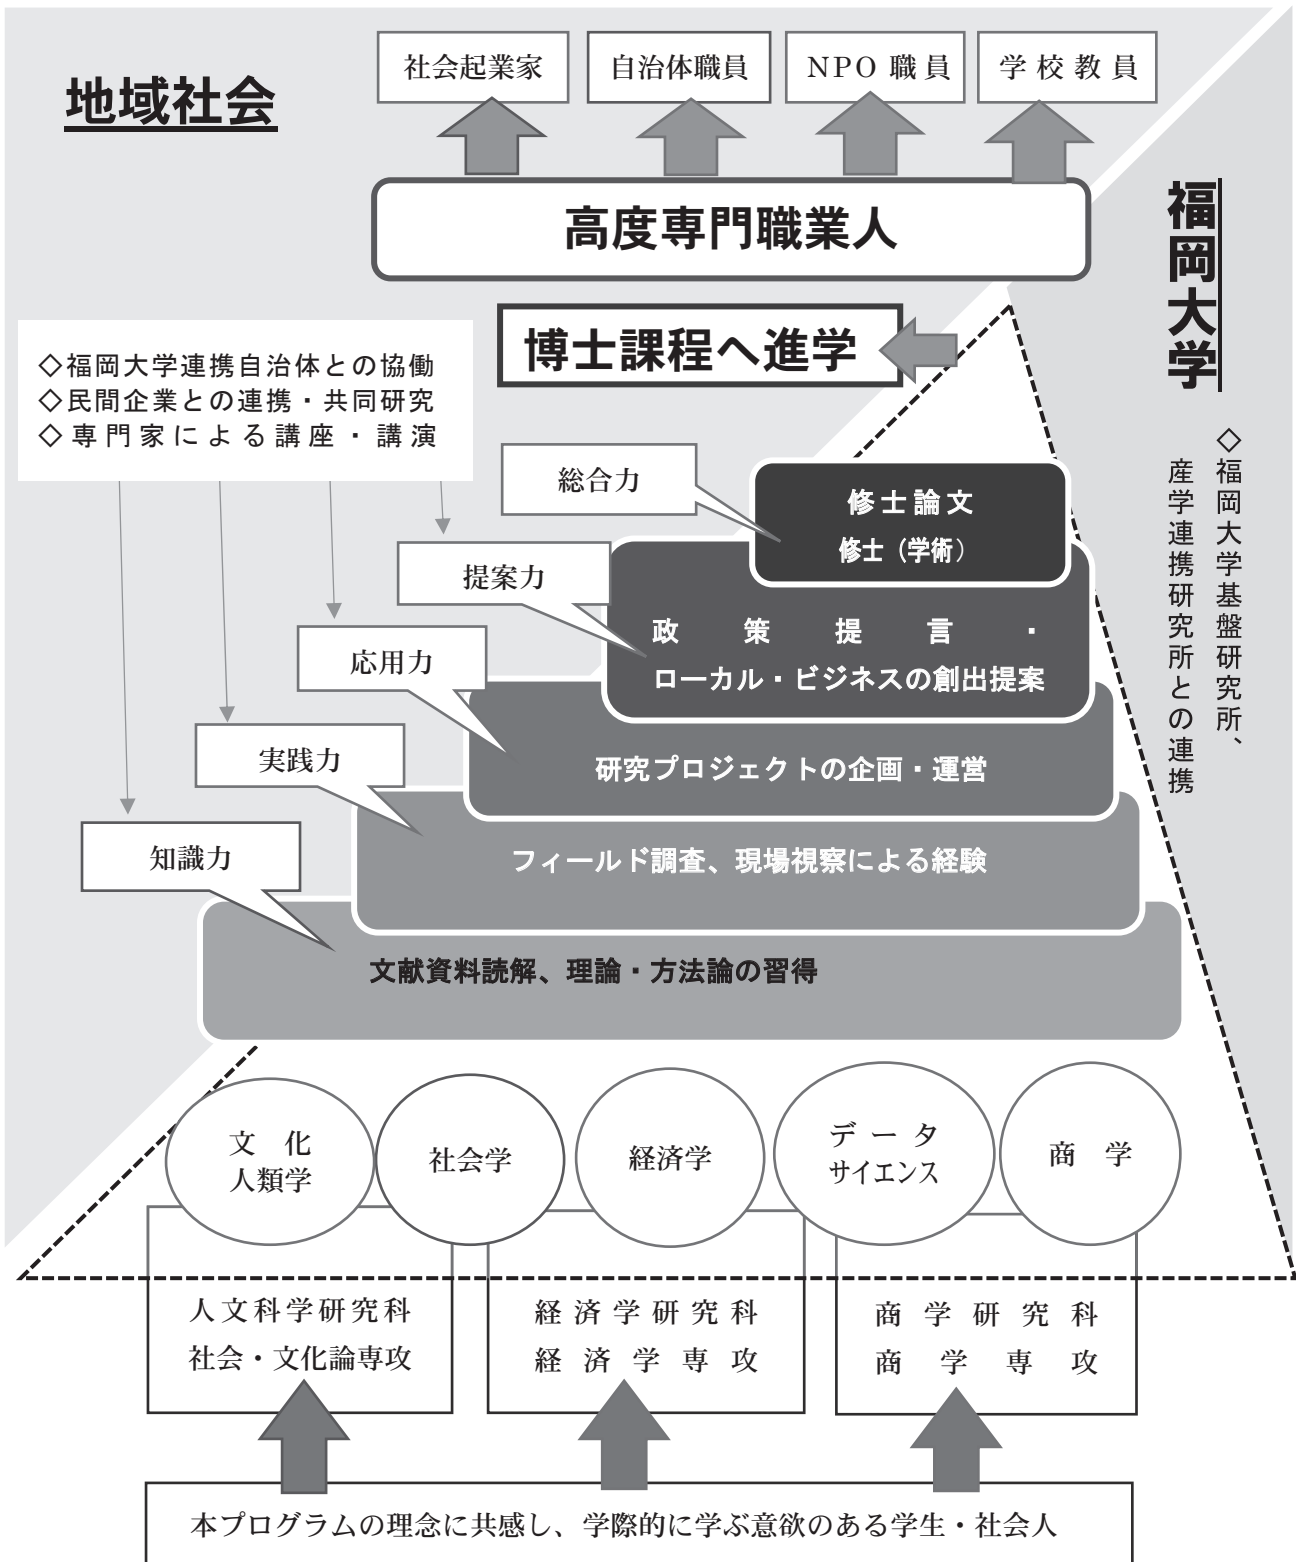 地域社会
社会起業家
自治体職員
NPO 職員
学校教員
高度専門職業人
福岡大学
博士課程へ進学
◇福岡大学連携自治体との協働
◇民間企業との連携・共同研究
◇専門家による講座・講演
◇福岡大学基盤研究所、
産学連携研究所との連携
総合力
修士論文
修士（学術）
提案力
政策提言・
ローカル・ビジネスの創出提案
応用力
研究プロジェクトの企画・運営
実践力
フィールド調査、現場視察による経験
知識力
文献資料読解、理論・方法論の習得
文化
人類学
社会学
経済学
データ
サイエンス
商学
人文科学研究科
社会・文化論専攻
経済学研究科
経済学専攻
商学研究科
商学専攻
本プログラムの理念に共感し、学際的に学ぶ意欲のある学生・社会人